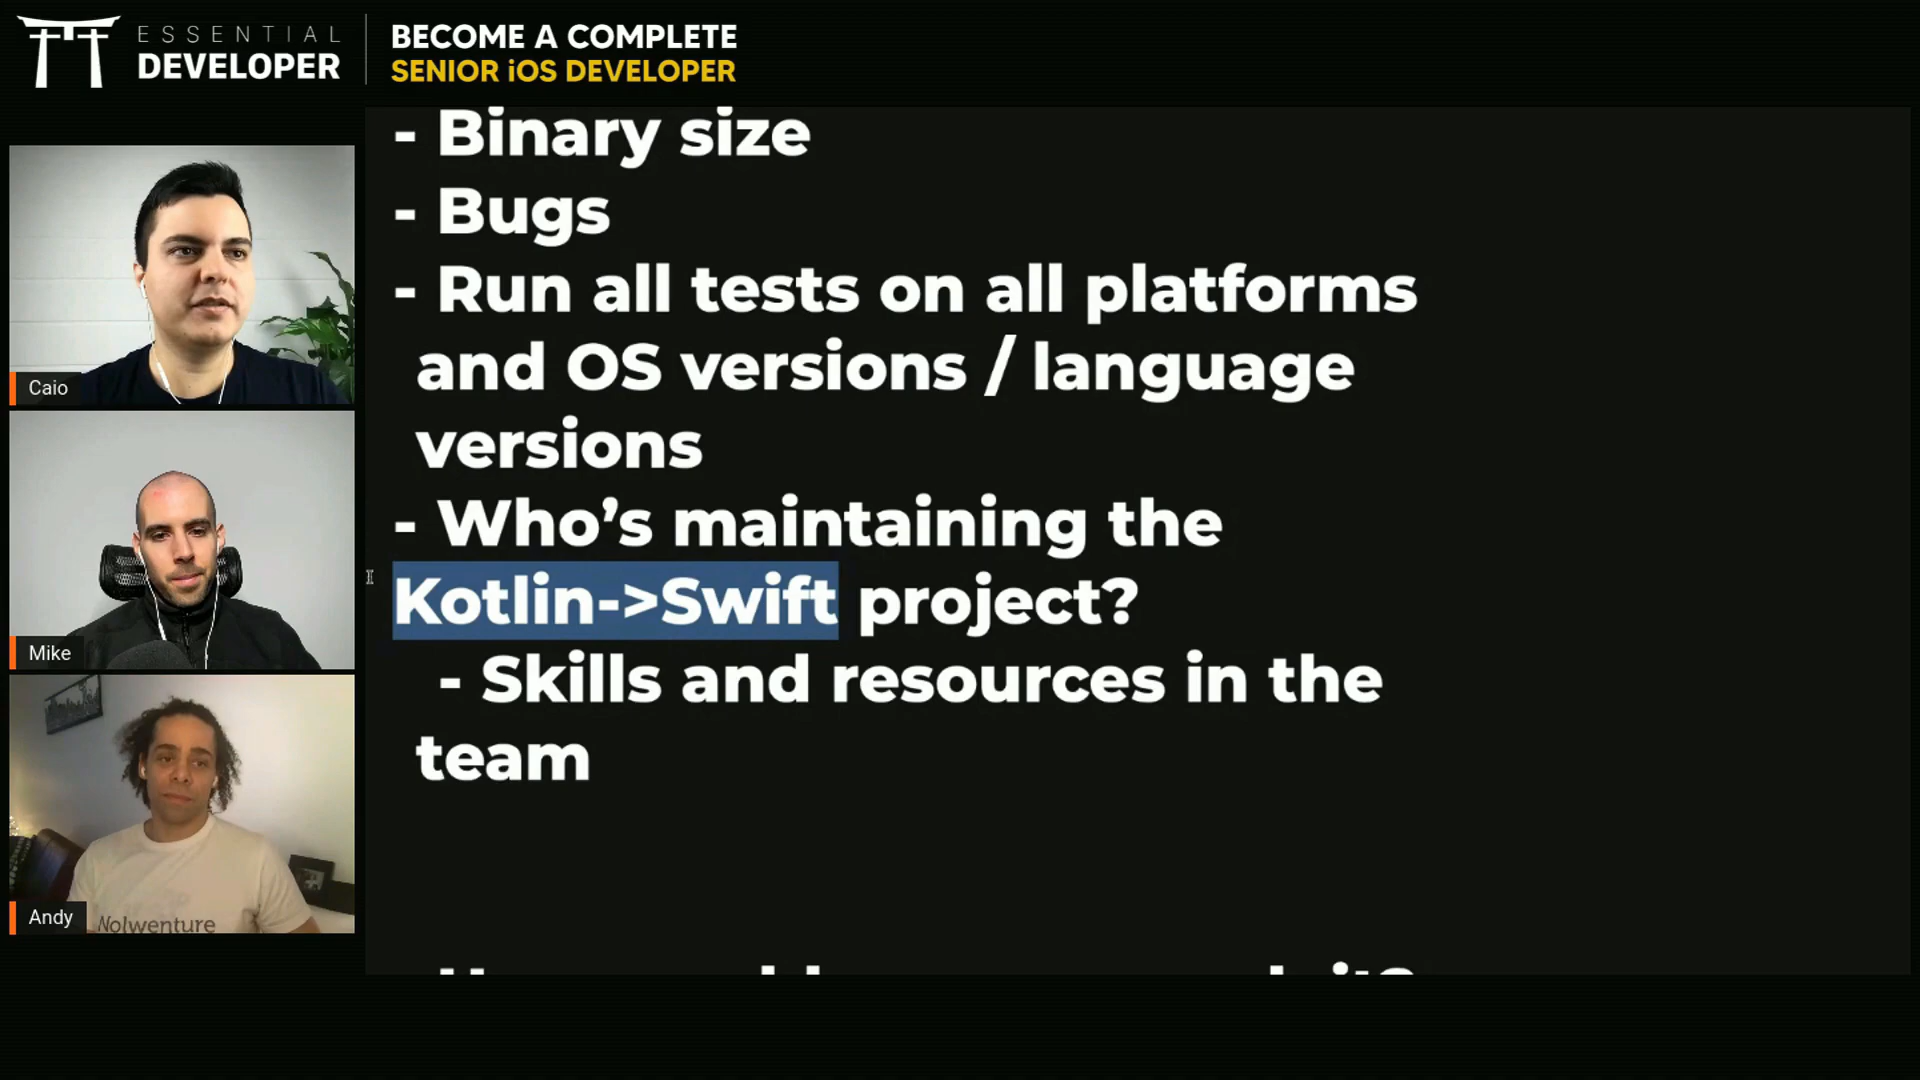 ESSENTIAL
DEVELOPER
BECOME A COMPLETE
SENIOR iOS DEVELOPER
- Binary size
- Bugs
- Run all tests on all platforms
and OS versions / language
versions
- Who’s maintaining the
Kotlin->Swift project?
- Skills and resources in the
team
Caio
Mike
Andy
Nolwenture